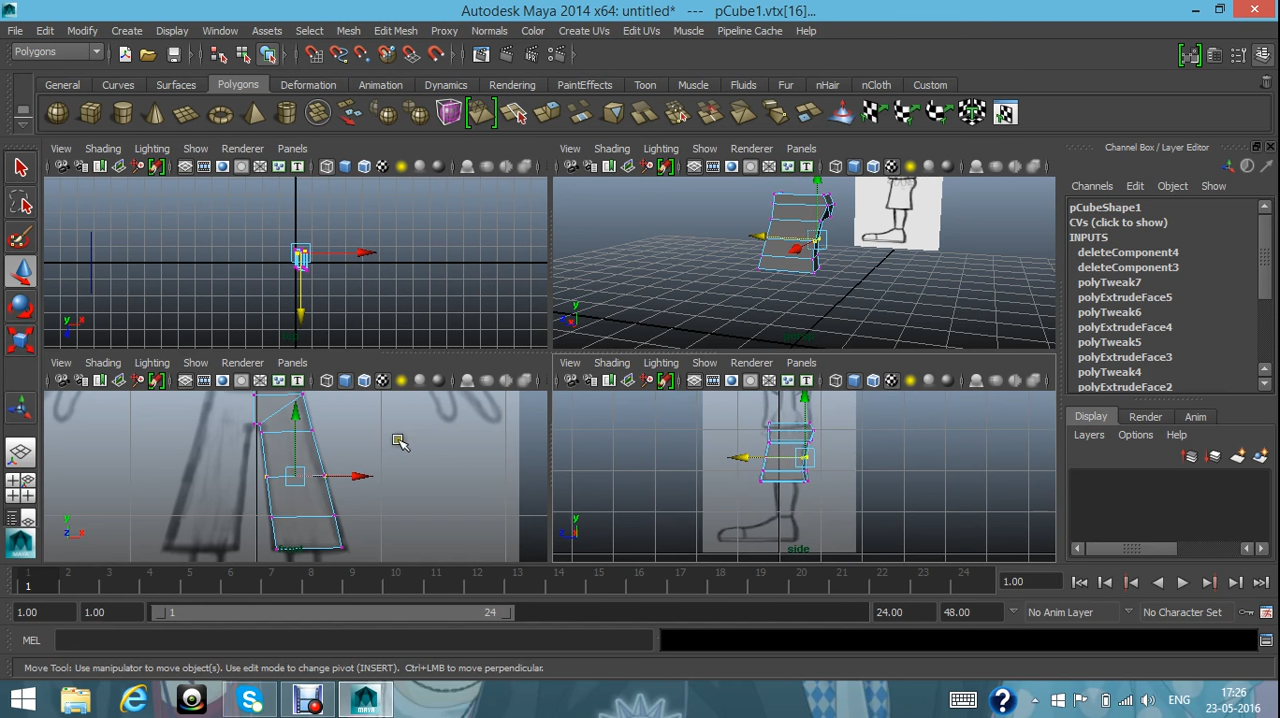 Autodesk Maya 2014 x64: untitled*   ---   pCube1.vtx[16]...
File Edit Modify Create Display Window Assets Select Mesh Edit Mesh Proxy Normals Color Create UVs Edit UVs Muscle Pipeline Cache Help
Polygons
General Curves Surfaces Polygons Deformation Animation Dynamics Rendering PaintEffects Toon Muscle Fluids Fur nHair nCloth Custom
View Shading Lighting Show Renderer Panels
View Shading Lighting Show Renderer Panels
Channel Box / Layer Editor
Channels Edit Object Show
pCubeShape1
CVs (click to show)
INPUTS
deleteComponent4
deleteComponent3
polyTweak7
polyExtrudeFace5
polyTweak6
polyExtrudeFace4
polyTweak5
polyExtrudeFace3
polyTweak4
polyExtrudeFace2
View Shading Lighting Show Renderer Panels
View Shading Lighting Show Renderer Panels
front
side
Display Render Anim
Layers Options Help
1 2 3 4 5 6 7 8 9 10 11 12 13 14 15 16 17 18 19 20 21 22 23 24
1
1.00
1.00 1.00 1 24 24.00 48.00 No Anim Layer No Character Set
MEL
Move Tool: Use manipulator to move object(s). Use edit mode to change pivot (INSERT). Ctrl+LMB to move perpendicular.
MAYA
ENG
17:26
23-05-2016